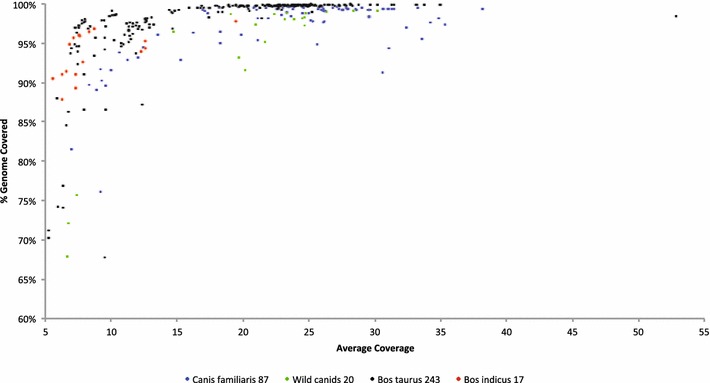 100%
95%
90%
85%
80%
75%
70%
65%
60%
% Genome Covered
5 10 15 20 25 30 35 40 45 50 55
Average Coverage
Canis familiaris 87 Wild canids 20 Bos taurus 243 Bos indicus 17